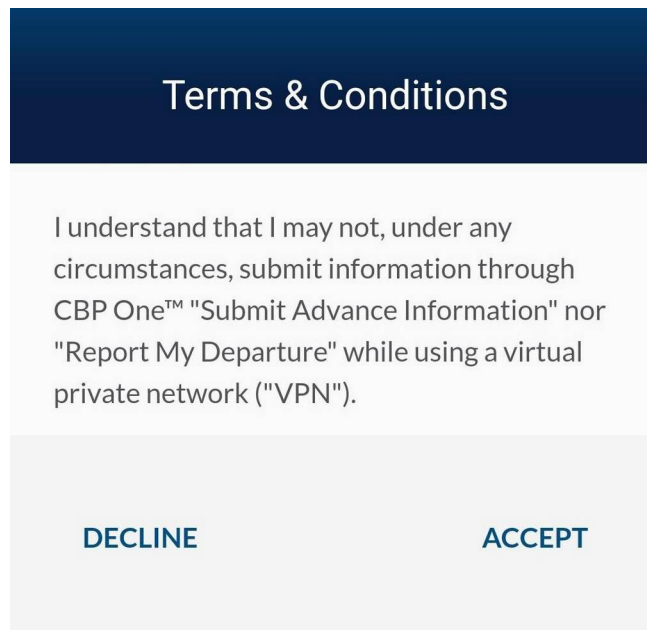 Terms & Conditions
I understand that I may not, under any
circumstances, submit information through
CBP One™ "Submit Advance Information" nor
"Report My Departure" while using a virtual
private network ("VPN").
DECLINE ACCEPT